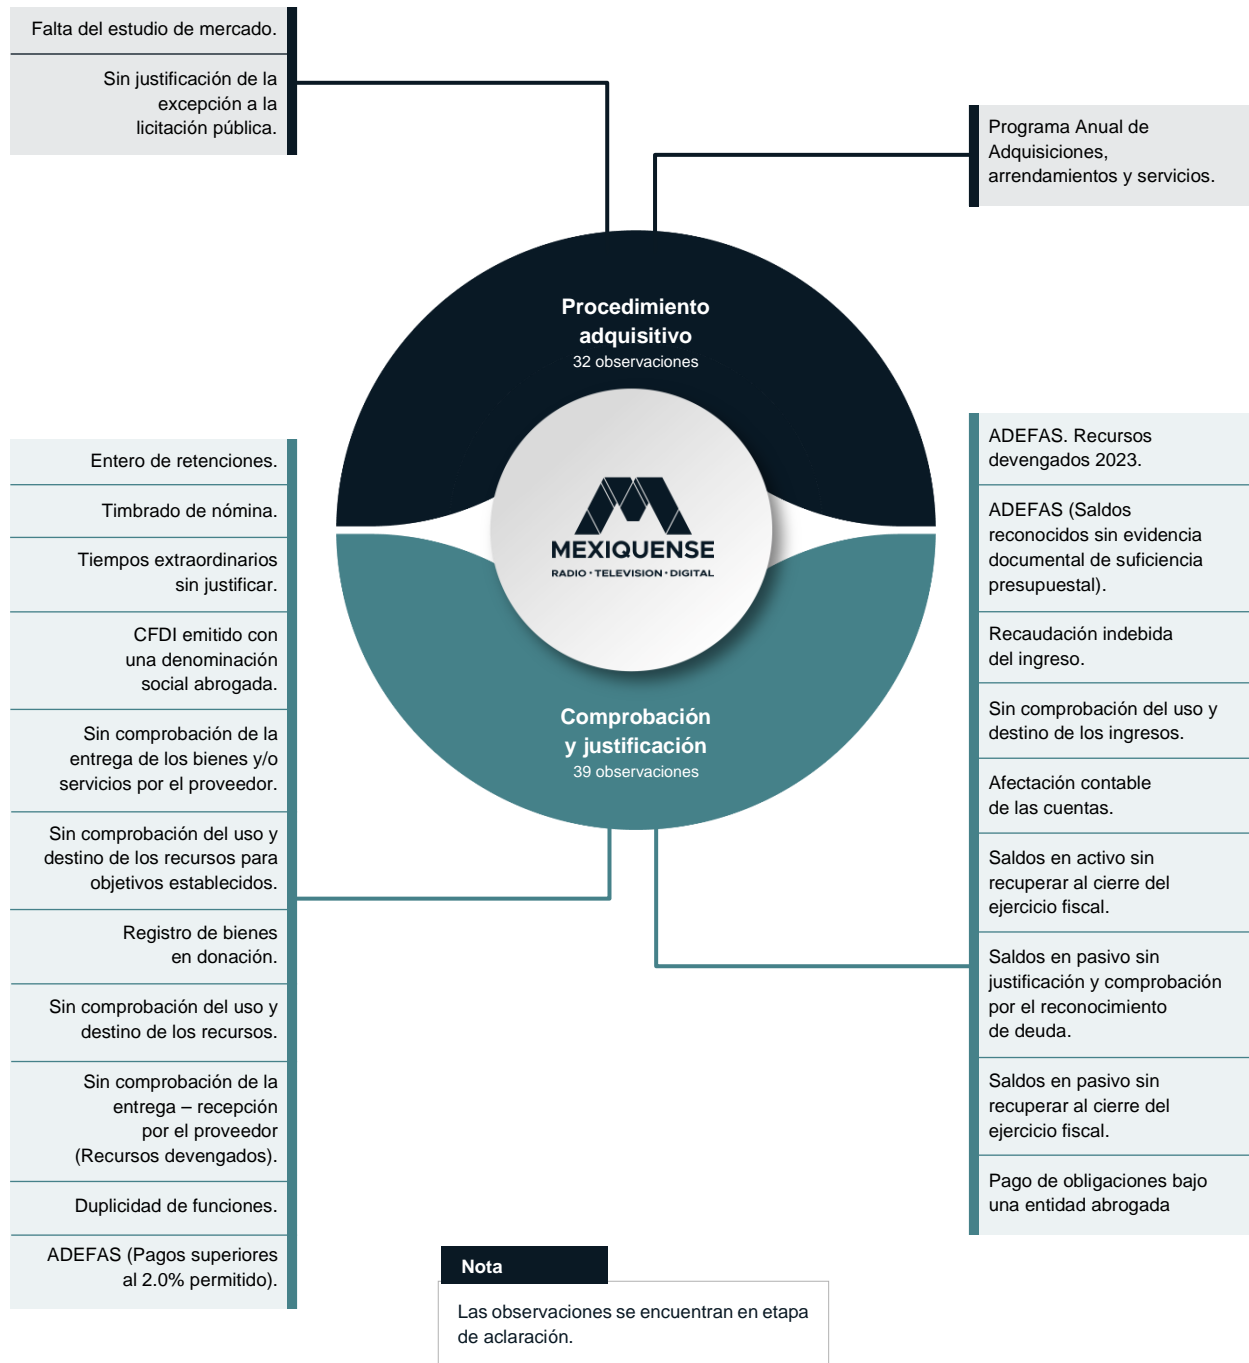 Falta del estudio de mercado.
Sin justificación de la
excepción a la
licitación pública.
Programa Anual de
Adquisiciones,
arrendamientos y servicios.
Procedimiento
adquisitivo
32 observaciones
MEXIQUENSE
RADIO · TELEVISION · DIGITAL
Comprobación
y justificación
39 observaciones
Entero de retenciones.
Timbrado de nómina.
Tiempos extraordinarios
sin justificar.
CFDI emitido con
una denominación
social abrogada.
Sin comprobación de la
entrega de los bienes y/o
servicios por el proveedor.
Sin comprobación del uso y
destino de los recursos para
objetivos establecidos.
Registro de bienes
en donación.
Sin comprobación del uso y
destino de los recursos.
Sin comprobación de la
entrega – recepción
por el proveedor
(Recursos devengados).
Duplicidad de funciones.
ADEFAS (Pagos superiores
al 2.0% permitido).
ADEFAS. Recursos
devengados 2023.
ADEFAS (Saldos
reconocidos sin evidencia
documental de suficiencia
presupuestal).
Recaudación indebida
del ingreso.
Sin comprobación del uso y
destino de los ingresos.
Afectación contable
de las cuentas.
Saldos en activo sin
recuperar al cierre del
ejercicio fiscal.
Saldos en pasivo sin
justificación y comprobación
por el reconocimiento
de deuda.
Saldos en pasivo sin
recuperar al cierre del
ejercicio fiscal.
Pago de obligaciones bajo
una entidad abrogada
Nota
Las observaciones se encuentran en etapa
de aclaración.